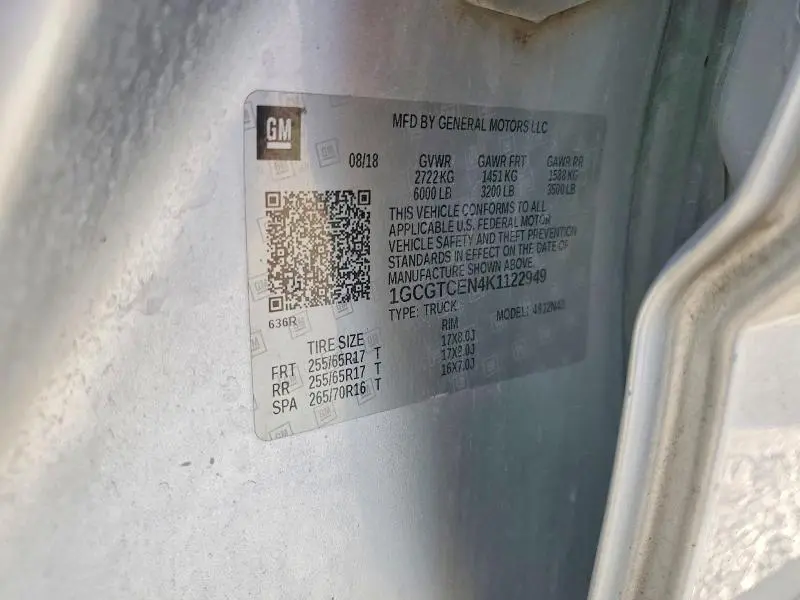 GM
MFD BY GENERAL MOTORS LLC
08/18 GVWR GAWR FRT GAWR RR
2722 KG 1451 KG 1588 KG
6000 LB 3200 LB 3500 LB
THIS VEHICLE CONFORMS TO ALL
APPLICABLE U.S. FEDERAL MOTOR
VEHICLE SAFETY AND THEFT PREVENTION
STANDARDS IN EFFECT ON THE DATE OF
MANUFACTURE SHOWN ABOVE.
1GCGTCEN4K1122949
TYPE: TRUCK MODEL:
636R
TIRE SIZE RIM
FRT 255/65R17 T 17X8.0J
RR 255/65R17 T 17X8.0J
SPA 265/70R16 T 16X7.0J